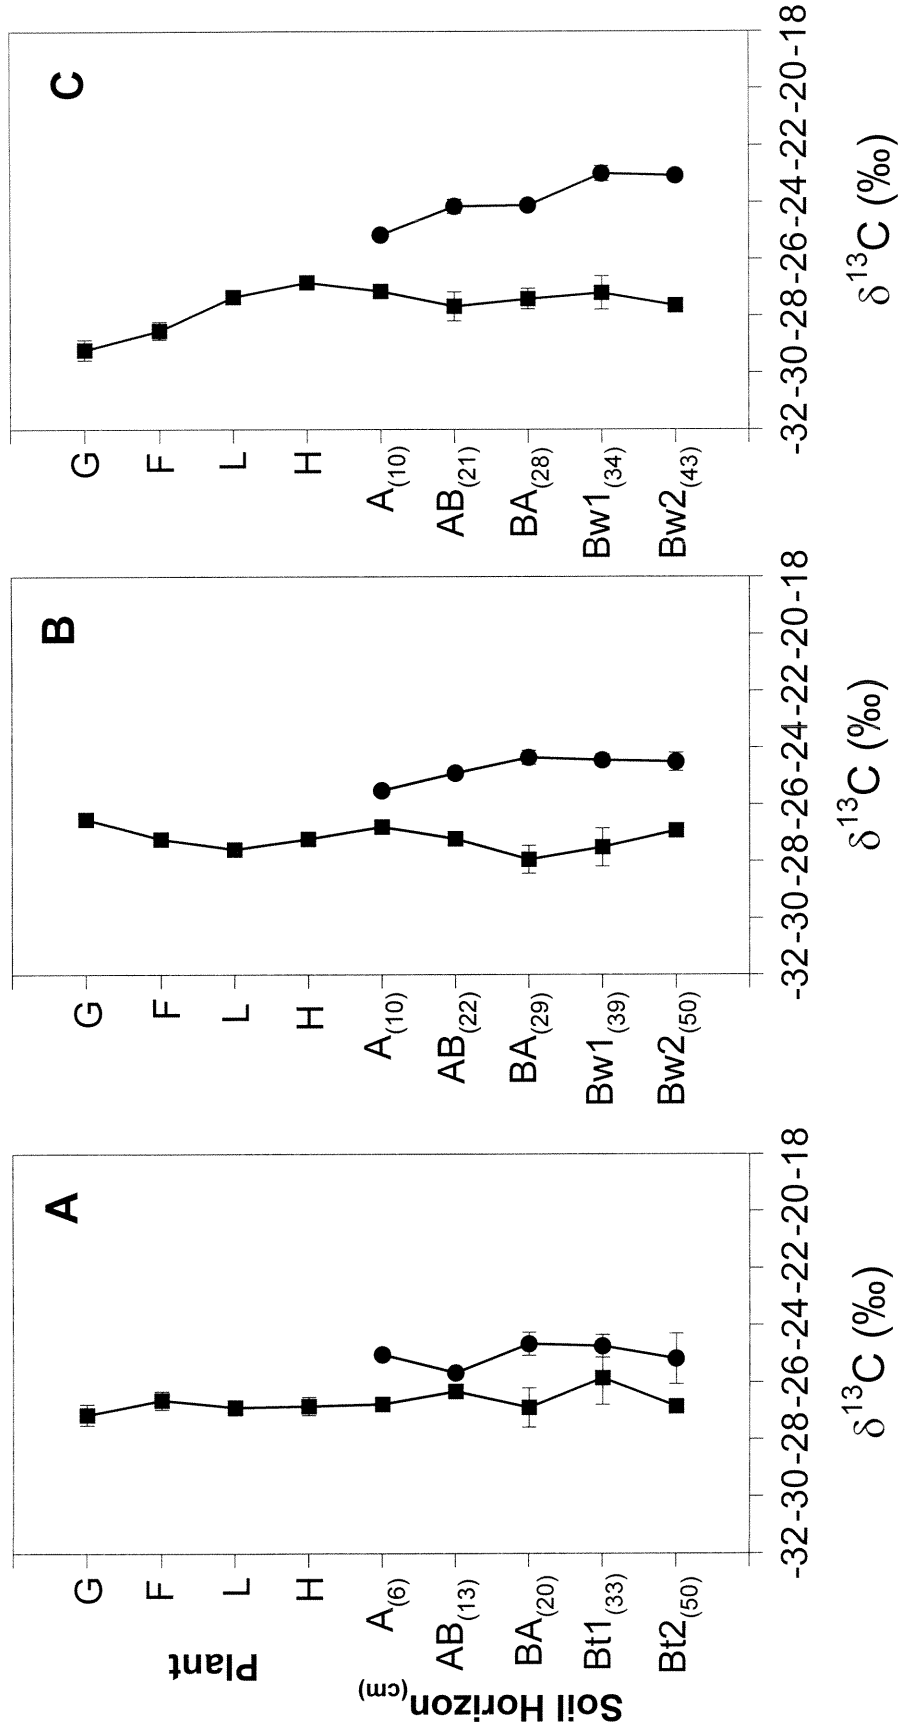 A
Plant
G
F
L
H
Soil Horizon(cm)
A(6)
AB(13)
BA(20)
Bt1(33)
Bt2(50)
-32 -30 -28 -26 -24 -22 -20 -18
δ13C (‰)
B
G
F
L
H
A(10)
AB(22)
BA(29)
Bw1(39)
Bw2(50)
-32 -30 -28 -26 -24 -22 -20 -18
δ13C (‰)
C
G
F
L
H
A(10)
AB(21)
BA(28)
Bw1(34)
Bw2(43)
-32 -30 -28 -26 -24 -22 -20 -18
δ13C (‰)